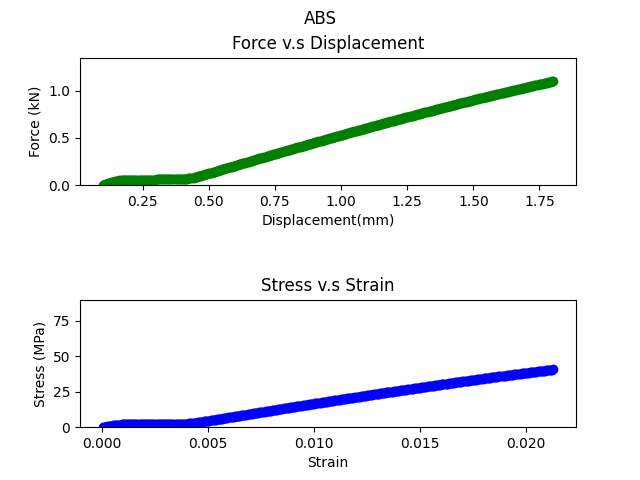 ABS
Force v.s Displacement
1.0
0.5
0.0
Force (kN)
0.25 0.50 0.75 1.00 1.25 1.50 1.75
Displacement(mm)
Stress v.s Strain
75
50
25
0
Stress (MPa)
0.000 0.005 0.010 0.015 0.020
Strain